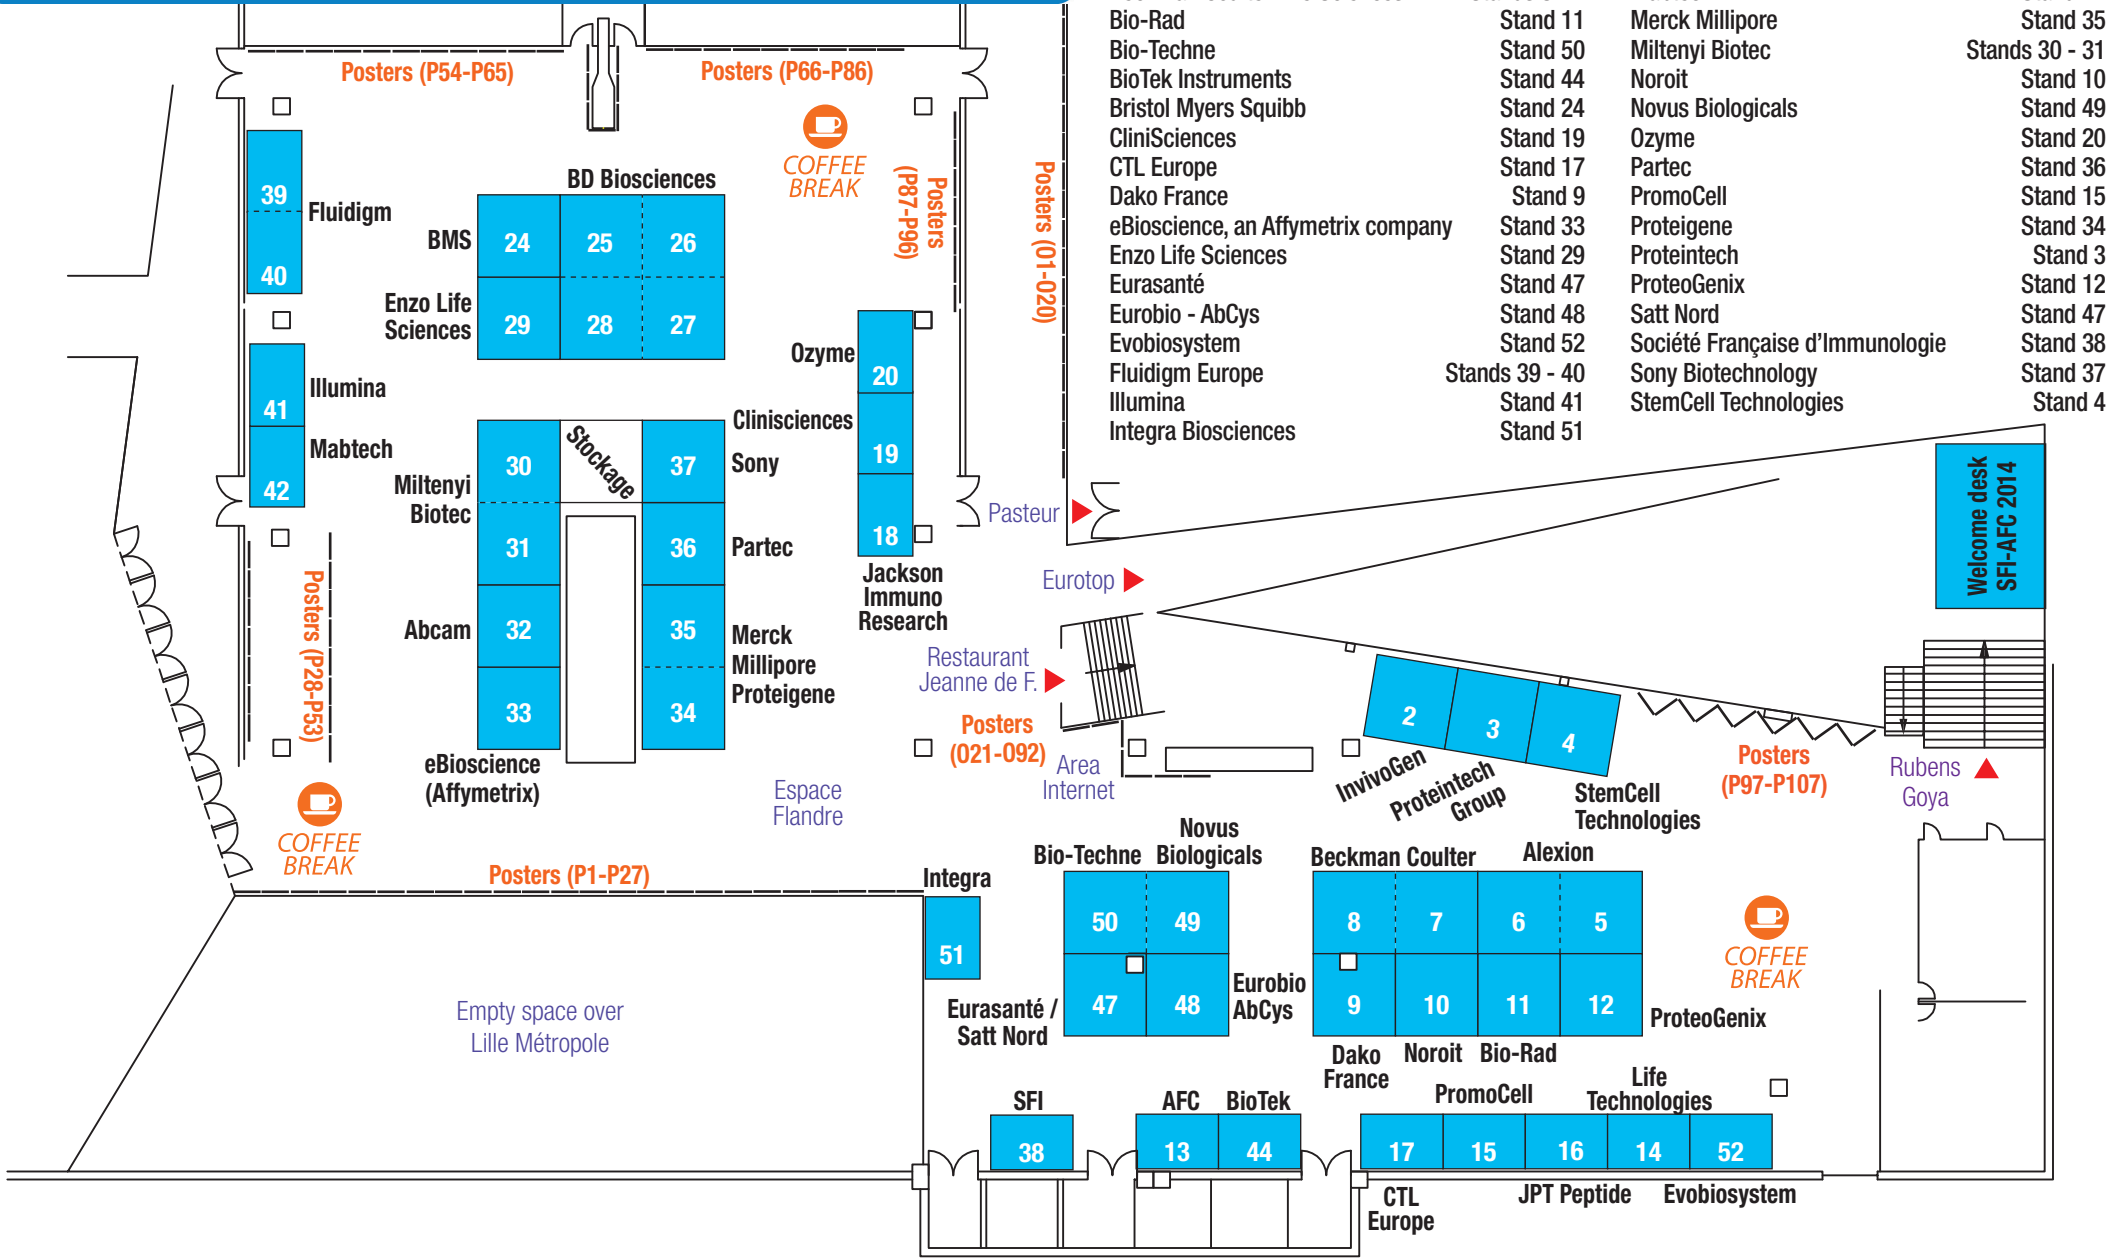 Bio-Rad Stand 11
Bio-Techne Stand 50
BioTek Instruments Stand 44
Bristol Myers Squibb Stand 24
CliniSciences Stand 19
CTL Europe Stand 17
Dako France Stand 9
eBioscience, an Affymetrix company Stand 33
Enzo Life Sciences Stand 29
Eurasanté Stand 47
Eurobio - AbCys Stand 48
Evobiosystem Stand 52
Fluidigm Europe Stands 39 - 40
Illumina Stand 41
Integra Biosciences Stand 51
Merck Millipore Stand 35
Miltenyi Biotec Stands 30 - 31
Noroit Stand 10
Novus Biologicals Stand 49
Ozyme Stand 20
Partec Stand 36
PromoCell Stand 15
Proteigene Stand 34
Proteintech Stand 3
ProteoGenix Stand 12
Satt Nord Stand 47
Société Française d'Immunologie Stand 38
Sony Biotechnology Stand 37
StemCell Technologies Stand 4
Posters (P54-P65)
Posters (P66-P86)
COFFEE
BREAK
Posters
(P87-P96)
Posters (O1-O20)
39
Fluidigm
40
BD Biosciences
BMS
24
25
26
Enzo Life
Sciences
29
28
27
Ozyme
20
Illumina
41
Mabtech
42
Clinisciences
19
30
Stockage
37
Sony
Miltenyi
Biotec
31
36
Partec
18
Jackson
Immuno
Research
Abcam
32
35
Merck
Millipore
Proteigene
33
34
eBioscience
(Affymetrix)
Posters (P28-P53)
COFFEE
BREAK
Posters (P1-P27)
Espace
Flandre
Empty space over
Lille Métropole
Pasteur
Eurotop
Restaurant
Jeanne de F.
Posters
(O21-O92)
Area
Internet
Welcome desk
SFI-AFC 2014
2
3
4
InvivoGen
Proteintech
Group
StemCell
Technologies
Posters
(P97-P107)
Rubens
Goya
Integra
51
Bio-Techne
Novus
Biologicals
50
49
47
48
Eurasanté /
Satt Nord
Eurobio
AbCys
Beckman Coulter
Alexion
8
7
6
5
9
10
11
12
ProteoGenix
Dako
France
Noroit
Bio-Rad
COFFEE
BREAK
SFI
38
AFC
13
BioTek
44
PromoCell
Life
Technologies
17
15
16
14
52
CTL
Europe
JPT Peptide
Evobiosystem